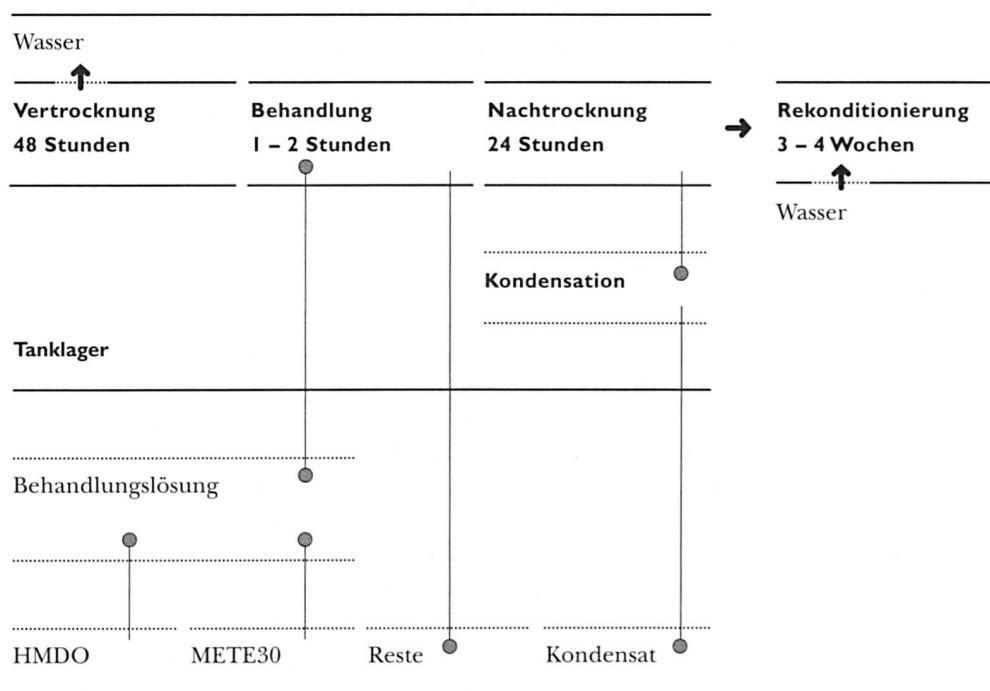 Wasser
Vertrocknung
48 Stunden
Behandlung
1 – 2 Stunden
Nachtrocknung
24 Stunden
Rekonditionierung
3 – 4 Wochen
Wasser
Kondensation
Tanklager
Behandlungslösung
HMDO
METE30
Reste
Kondensat